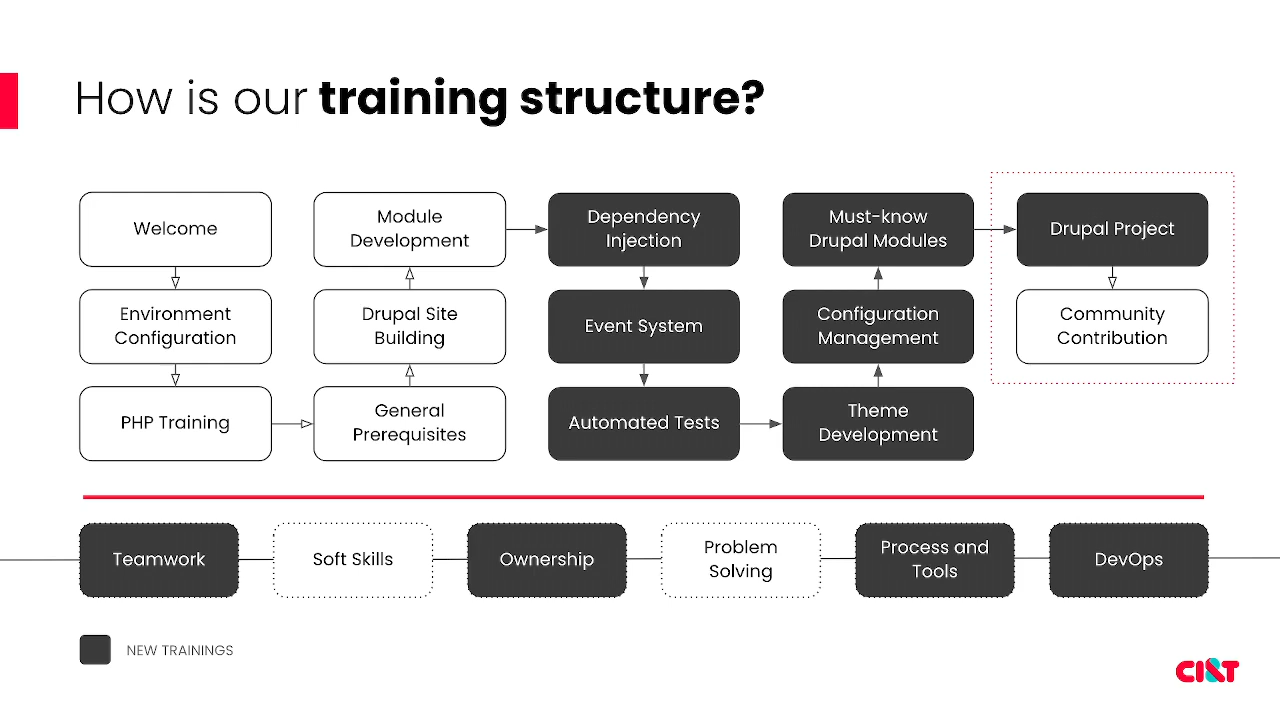 How is our training structure?
Welcome
Environment
Configuration
PHP Training
General
Prerequisites
Drupal Site
Building
Module
Development
Dependency
Injection
Event System
Automated Tests
Theme
Development
Configuration
Management
Must-know
Drupal Modules
Drupal Project
Community
Contribution
Teamwork
Soft Skills
Ownership
Problem
Solving
Process and
Tools
DevOps
NEW TRAININGS
CI&T